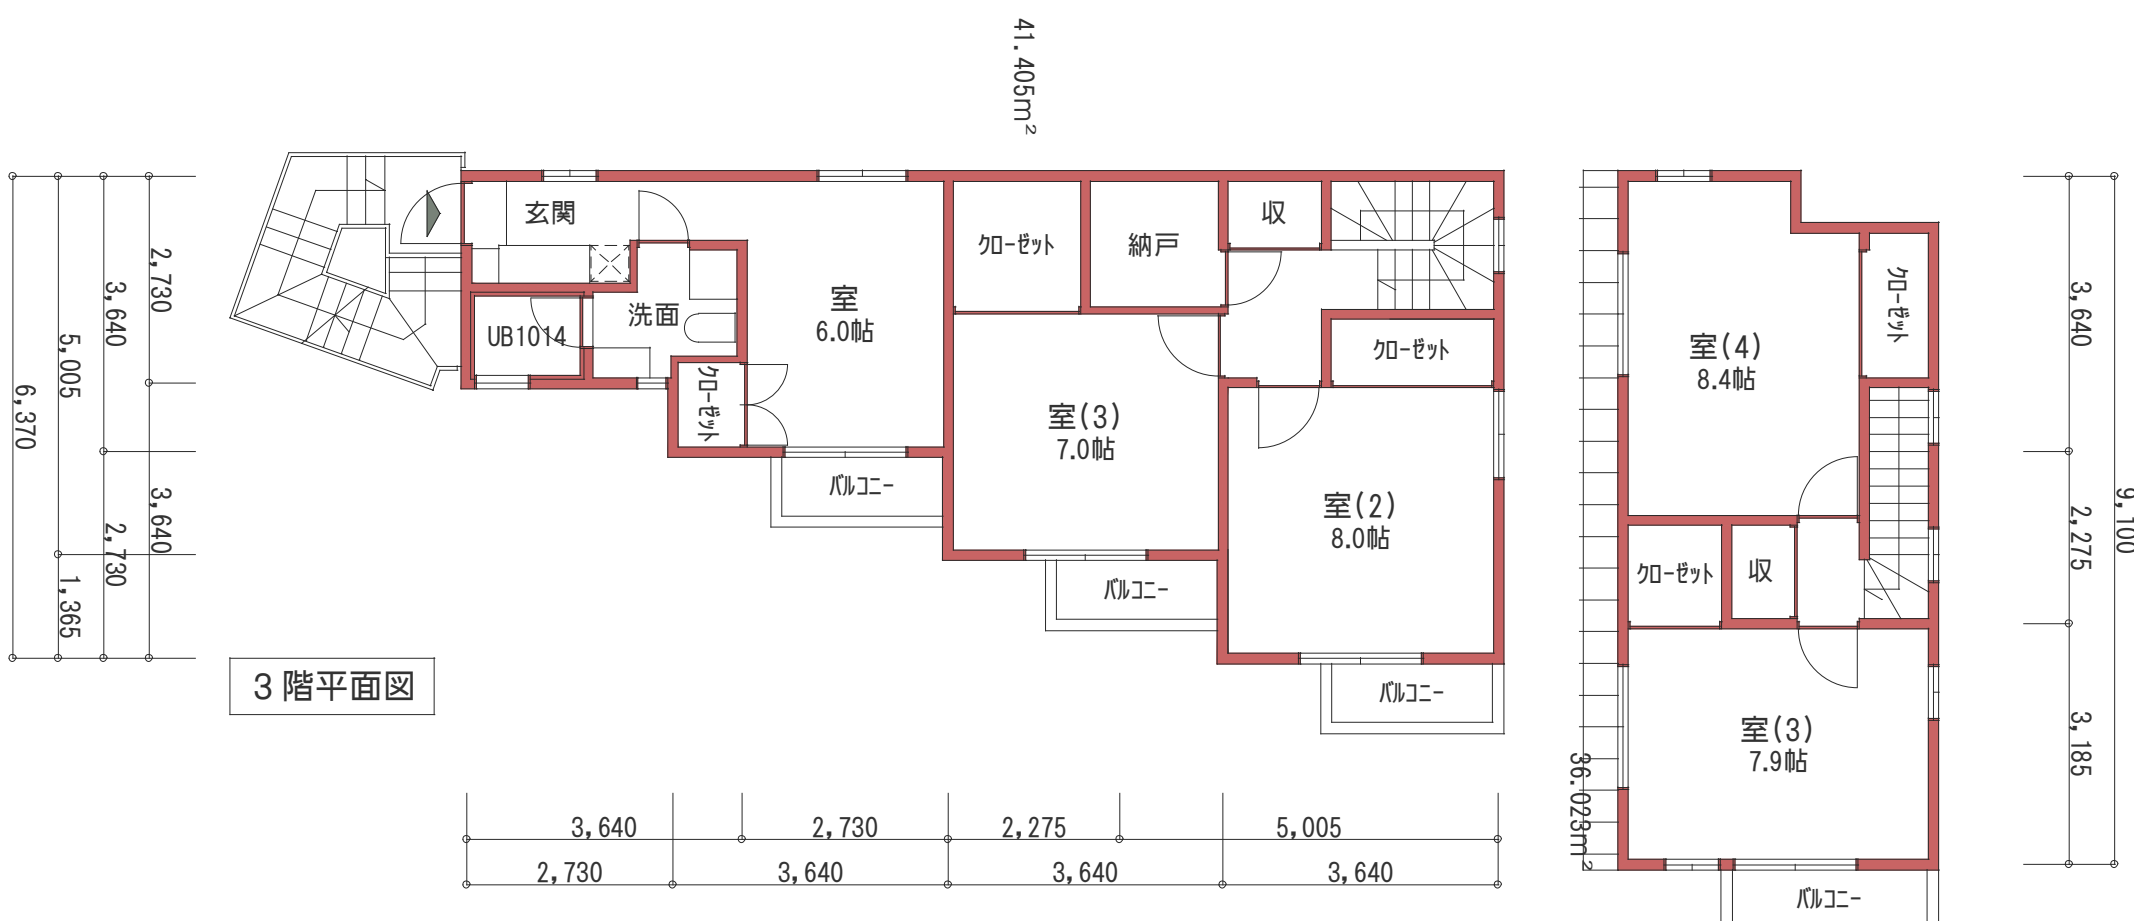 41.405m²
玄関
クローゼット
納戸
収
室
6.0帖
洗面
UB1014
クローゼット
クローゼット
室(3)
7.0帖
室(2)
8.0帖
バルコニー
バルコニー
バルコニー
室(4)
8.4帖
クローゼット
クローゼット
収
室(3)
7.9帖
バルコニー
36.023m²
2,730
3,640
5,005
6,370
3,640
2,730
1,365
3階平面図
3,640
2,730
2,275
5,005
2,730
3,640
3,640
3,640
3,640
2,275
9,100
3,185